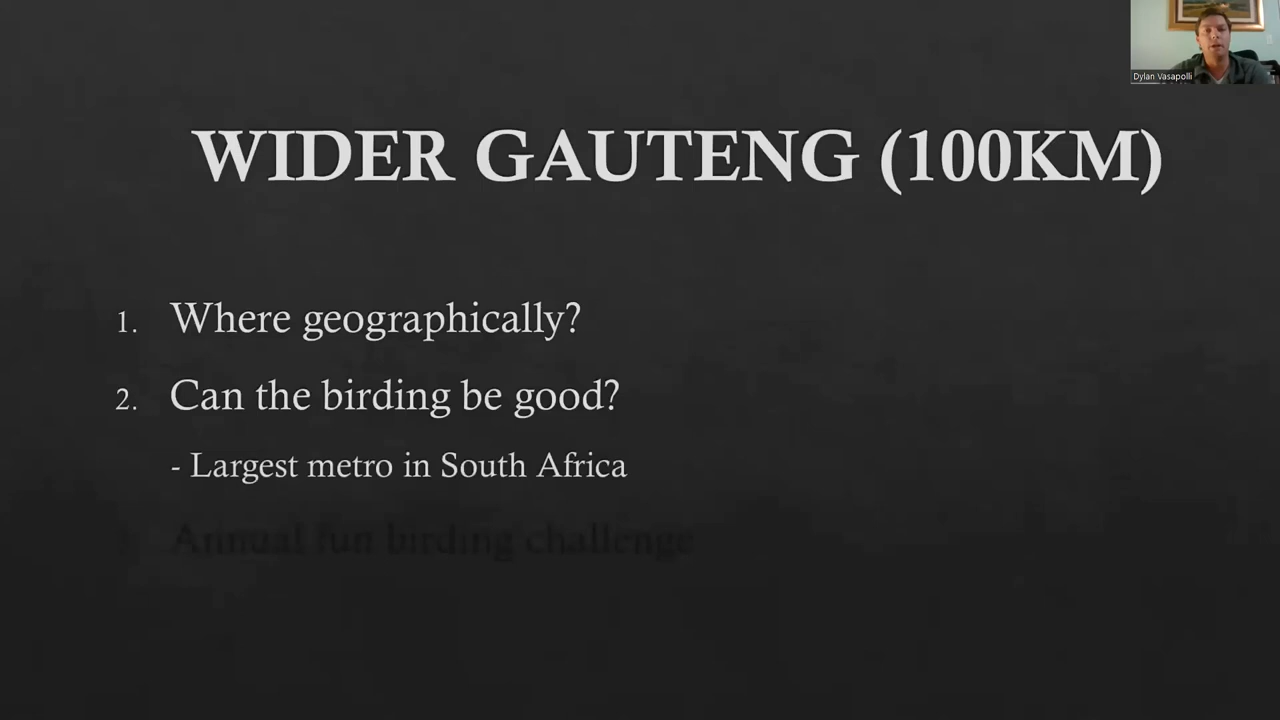 Dylan Vasapolli
WIDER GAUTENG (100KM)
1. Where geographically?
2. Can the birding be good?
- Largest metro in South Africa
Annual fun birding challenge